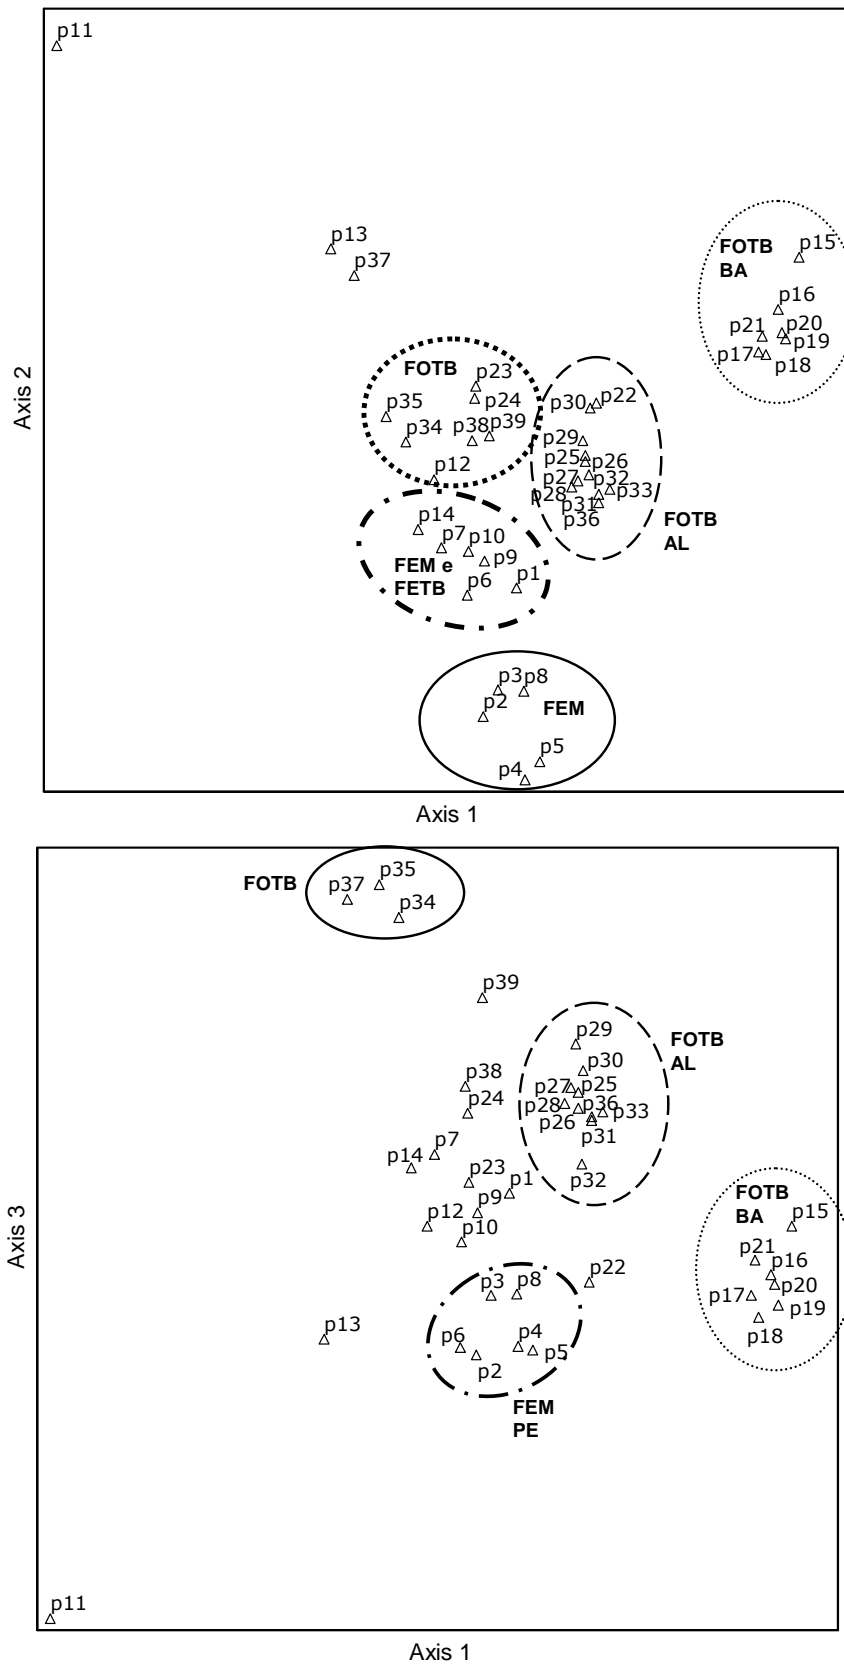 p11
p13
p37
FOTB
BA
p15
p16
p21
p20
p19
p17
p18
FOTB
p23
p24
p35
p34
p38
p39
p12
p30
p22
p29
p25
p26
p27
p32
p28
p31
p33
p36
FOTB
AL
p14
p7
p10
p9
FEM e
FETB
p6
p1
p3
p8
p2
FEM
p5
p4
Axis 2
Axis 1
FOTB
p35
p37
p34
p39
p29
FOTB
AL
p30
p38
p27
p25
p24
p28
p36
p33
p26
p31
p7
p14
p32
p23
p1
p9
p12
p10
FOTB
BA
p15
p21
p16
p20
p17
p19
p18
p22
p3
p8
p13
p6
p4
p2
p5
FEM
PE
p11
Axis 3
Axis 1